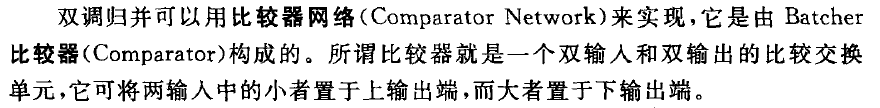 双调归并可以用比较器网络(Comparator Network)来实现,它是由 Batcher
比较器(Comparator)构成的。所谓比较器就是一个双输入和双输出的比较交换
单元,它可将两输入中的小者置于上输出端,而大者置于下输出端。